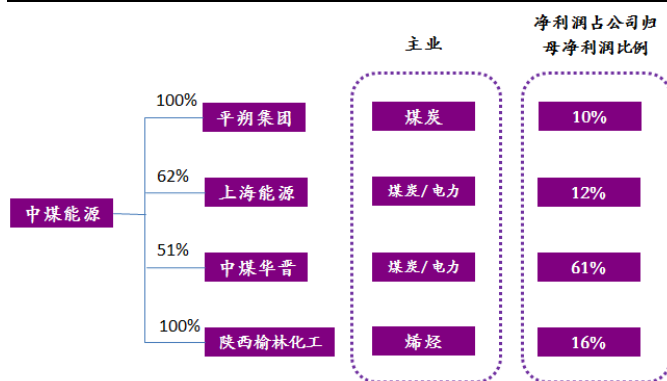 主业
净利润占公司归
母净利润比例
100%
平朔集团
煤炭
10%
62%
上海能源
煤炭/电力
12%
中煤能源
51%
中煤华晋
煤炭/电力
61%
100%
陕西榆林化工
烯烃
16%